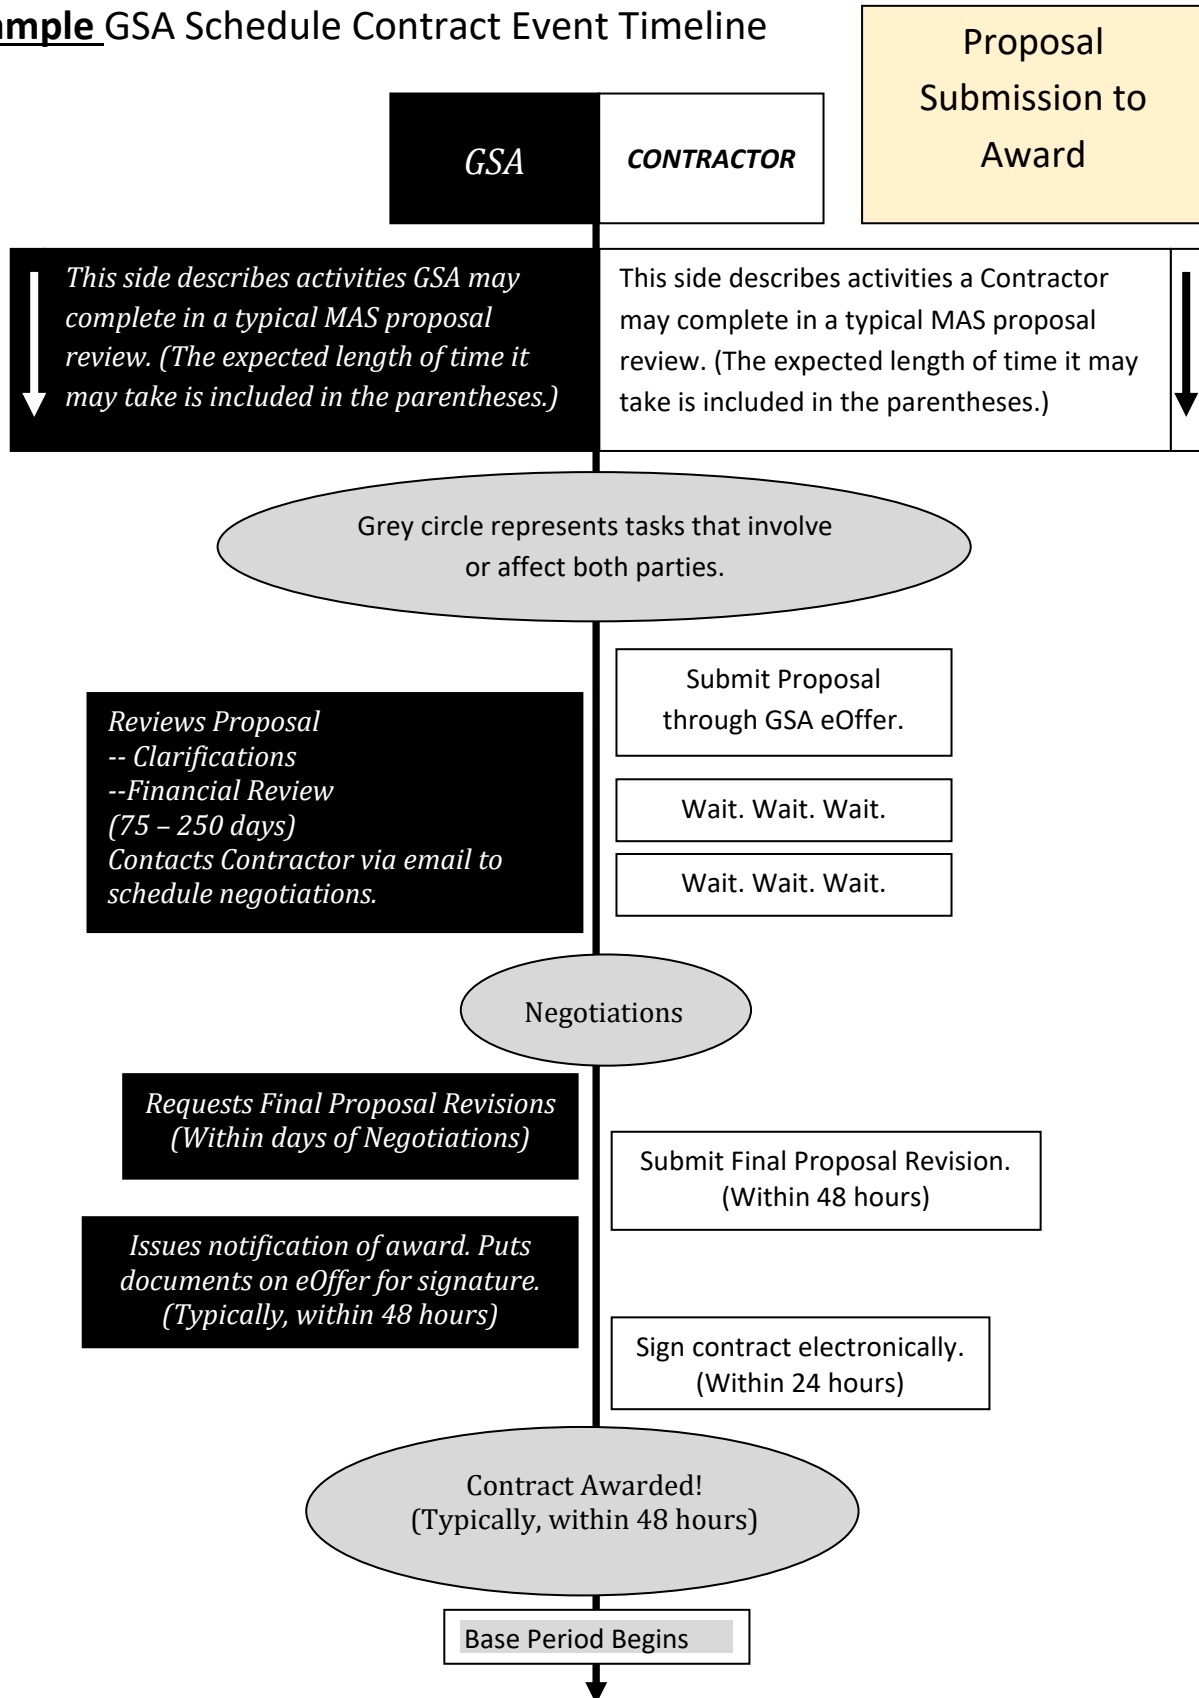 ample GSA Schedule Contract Event Timeline
Proposal
Submission to
Award
GSA
CONTRACTOR
This side describes activities GSA may
complete in a typical MAS proposal
review. (The expected length of time it
may take is included in the parentheses.)
This side describes activities a Contractor
may complete in a typical MAS proposal
review. (The expected length of time it may
take is included in the parentheses.)
Grey circle represents tasks that involve
or affect both parties.
Submit Proposal
through GSA eOffer.
Reviews Proposal
-- Clarifications
--Financial Review
(75 – 250 days)
Contacts Contractor via email to
schedule negotiations.
Wait. Wait. Wait.
Wait. Wait. Wait.
Negotiations
Requests Final Proposal Revisions
(Within days of Negotiations)
Submit Final Proposal Revision.
(Within 48 hours)
Issues notification of award. Puts
documents on eOffer for signature.
(Typically, within 48 hours)
Sign contract electronically.
(Within 24 hours)
Contract Awarded!
(Typically, within 48 hours)
Base Period Begins